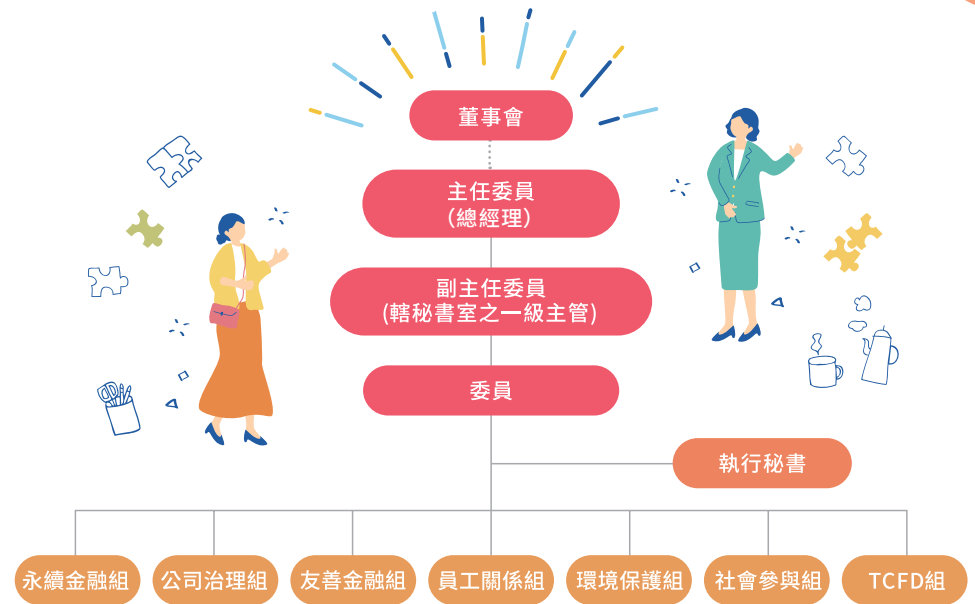 董事會
主任委員
(總經理)
副主任委員
(轄秘書室之一級主管)
委員
執行秘書
永續金融組
公司治理組
友善金融組
員工關係組
環境保護組
社會參與組
TCFD組